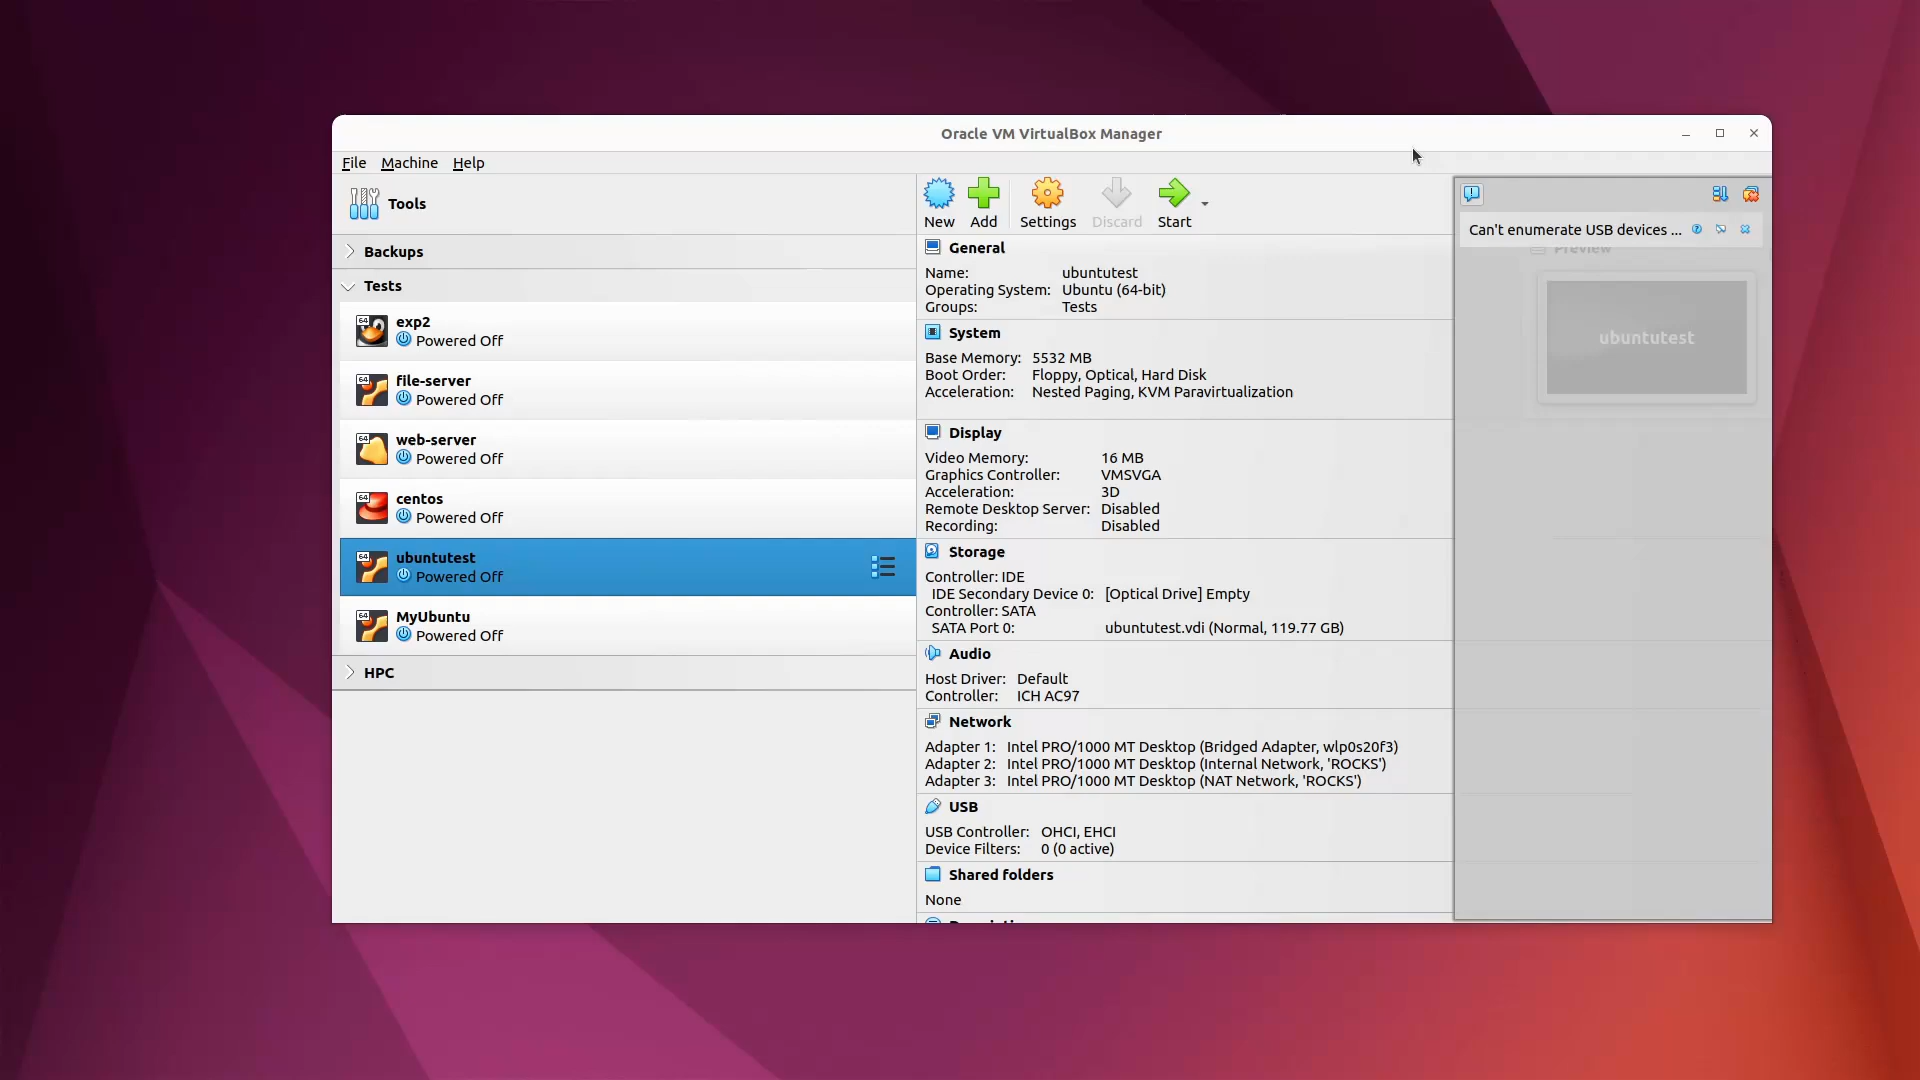 Oracle VM VirtualBox Manager
File Machine Help
Tools
Backups
Tests
64
exp2
Powered Off
64
file-server
Powered Off
64
web-server
Powered Off
64
centos
Powered Off
64
ubuntutest
Powered Off
64
MyUbuntu
Powered Off
HPC
New Add Settings Discard Start
General
Name: ubuntutest
Operating System: Ubuntu (64-bit)
Groups: Tests
System
Base Memory: 5532 MB
Boot Order: Floppy, Optical, Hard Disk
Acceleration: Nested Paging, KVM Paravirtualization
Display
Video Memory: 16 MB
Graphics Controller: VMSVGA
Acceleration: 3D
Remote Desktop Server: Disabled
Recording: Disabled
Storage
Controller: IDE
IDE Secondary Device 0: [Optical Drive] Empty
Controller: SATA
SATA Port 0: ubuntutest.vdi (Normal, 119.77 GB)
Audio
Host Driver: Default
Controller: ICH AC97
Network
Adapter 1: Intel PRO/1000 MT Desktop (Bridged Adapter, wlp0s20f3)
Adapter 2: Intel PRO/1000 MT Desktop (Internal Network, 'ROCKS')
Adapter 3: Intel PRO/1000 MT Desktop (NAT Network, 'ROCKS')
USB
USB Controller: OHCI, EHCI
Device Filters: 0 (0 active)
Shared folders
None
Can't enumerate USB devices ...
Preview
ubuntutest